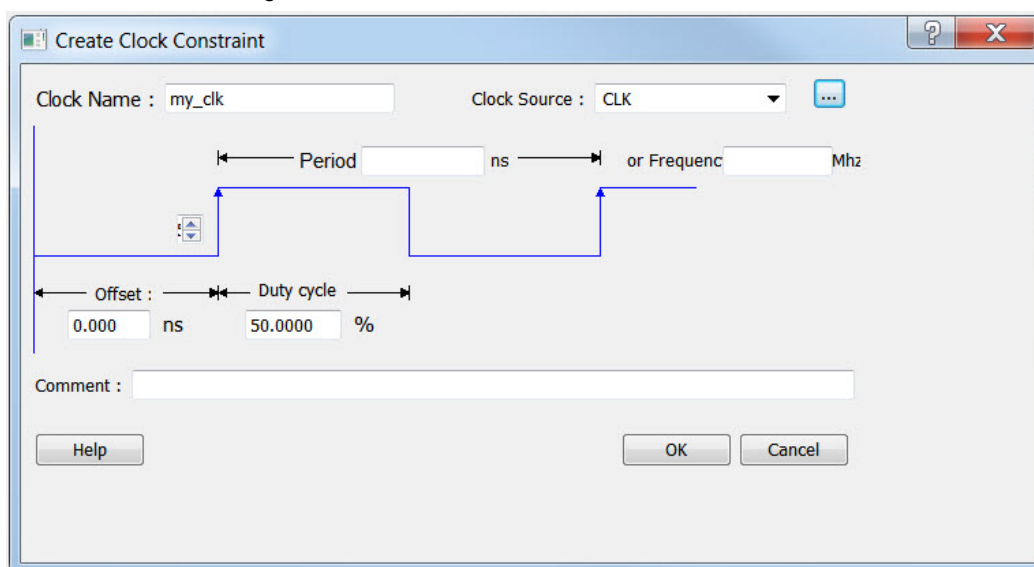 Create Clock Constraint
Clock Name : my_clk Clock Source : CLK ...
Period ns or Frequenc Mhz
Offset : Duty cycle
0.000 ns 50.0000 %
Comment :
Help OK Cancel